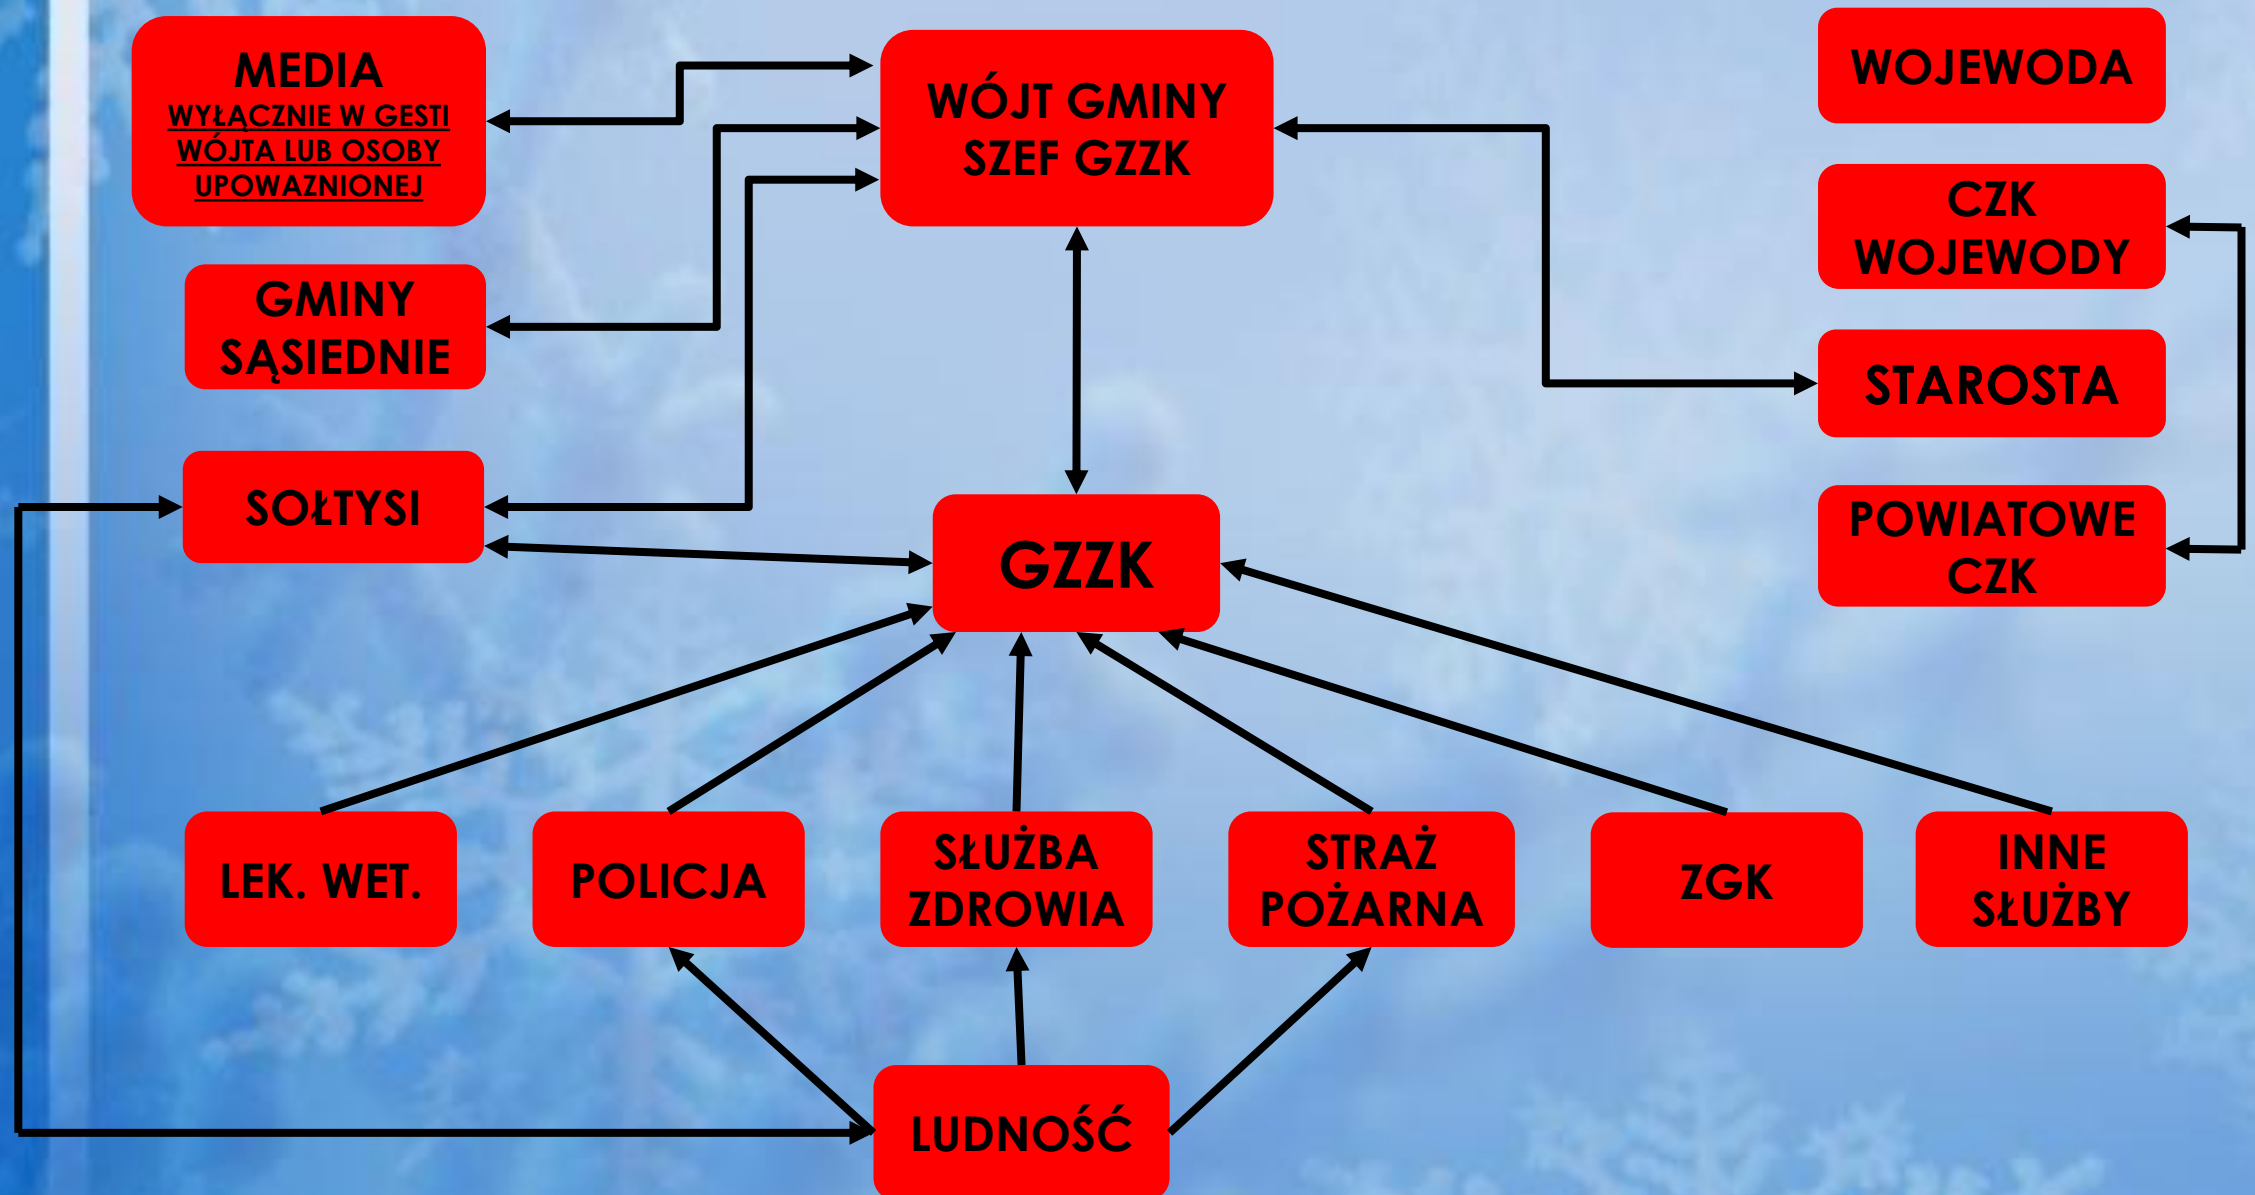 MEDIA
WYŁĄCZNIE W GESTI
WÓJTA LUB OSOBY
UPOWAZNIONEJ
WÓJT GMINY
SZEF GZZK
WOJEWODA
CZK
WOJEWODY
GMINY
SĄSIEDNIE
STAROSTA
SOŁTYSI
GZZK
POWIATOWE
CZK
LEK. WET.
POLICJA
SŁUŻBA
ZDROWIA
STRAŻ
POŻARNA
ZGK
INNE
SŁUŻBY
LUDNOŚĆ